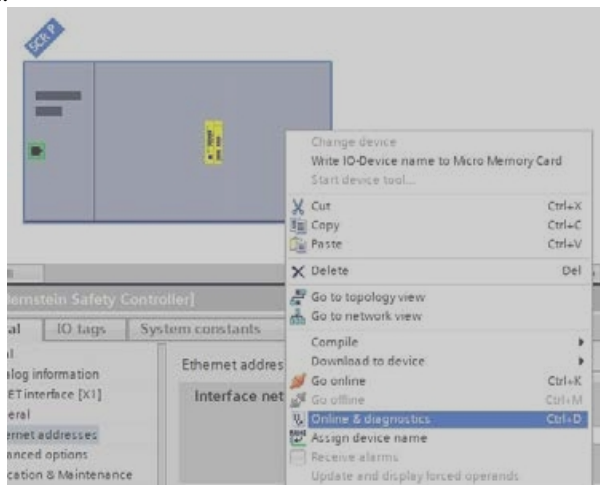 SCR P
Change device
Write IO-Device name to Micro Memory Card
Start device tool...
Cut Ctrl+X
Copy Ctrl+C
Paste Ctrl+V
Delete Del
Go to topology view
Go to network view
Compile
Download to device
Go online Ctrl+K
Go offline Ctrl+M
Online & diagnostics Ctrl+D
Assign device name
Receive alarms
Update and display forced operands
ernstein Safety Controller]
al IO tags System constants
alog information
ET interface [X1]
eral
ernet addresses
anced options
cation & Maintenance
Ethernet addres
Interface net